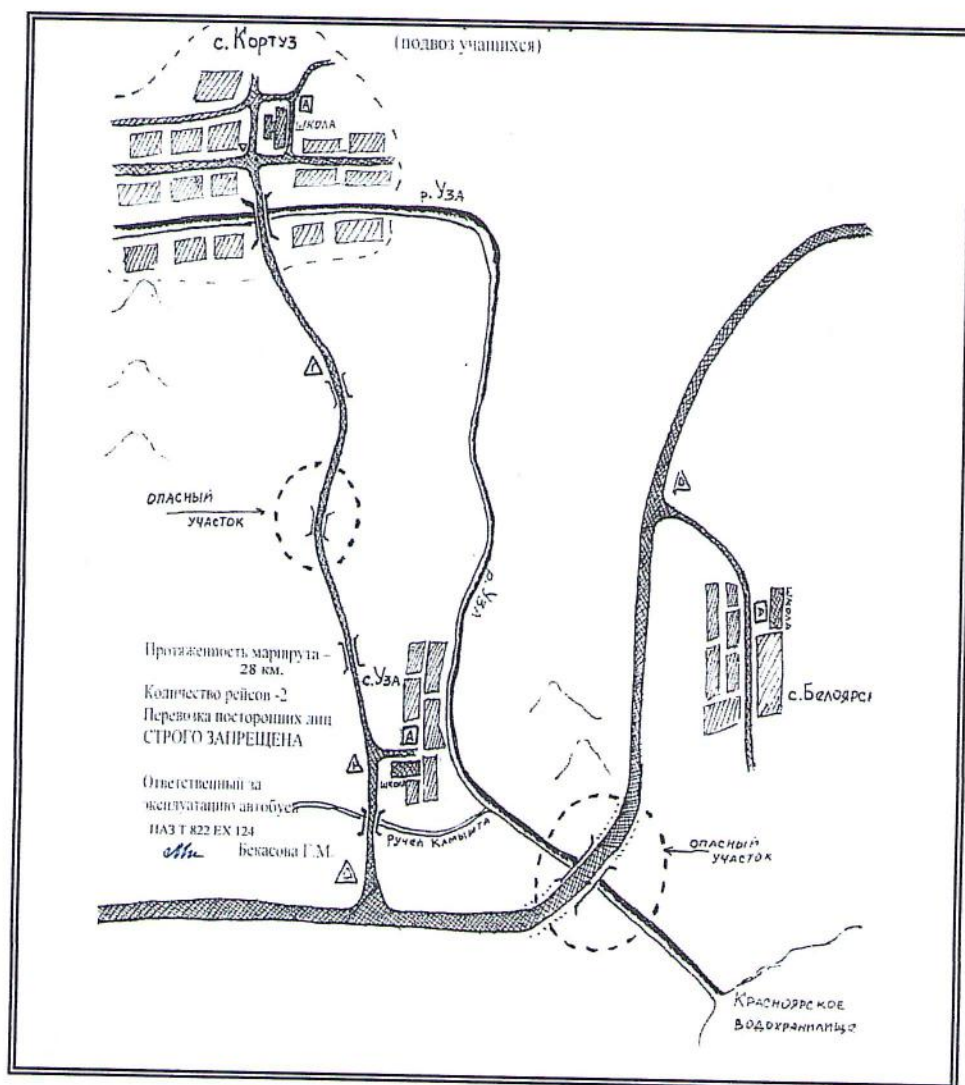 с. Кортуз
(подвоз учащихся)
А
ШКОЛА
р. УЗА
ОПАСНЫЙ
УЧАСТОК
р. УЗА
Протяженность маршрута –
28 км.
Количество рейсов -2
Перевозка посторонних лиц
СТРОГО ЗАПРЕЩЕНА
с. УЗА
А
школа
Ответственный за
эксплуатацию автобуса
ПАЗ Т 822 ЕХ 124
Бекасова Г.М.
Ручей Камышта
А
ШКОЛА
с. Белоярск
ОПАСНЫЙ
УЧАСТОК
КРАСНОЯРСКОЕ
ВОДОХРАНИЛИЩЕ